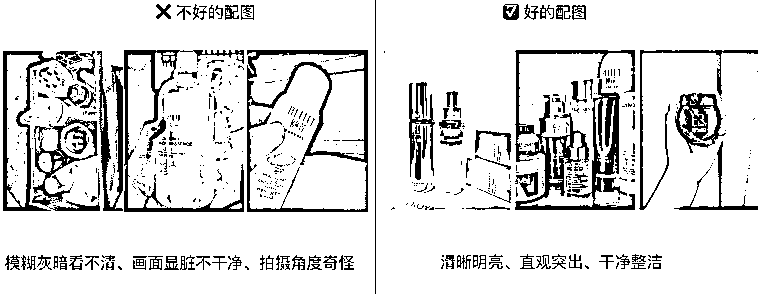 不好的配图
好的配图
模糊灰暗看不清、画面显脏不干净、拍摄角度奇怪
清晰明亮、直观突出、干净整洁